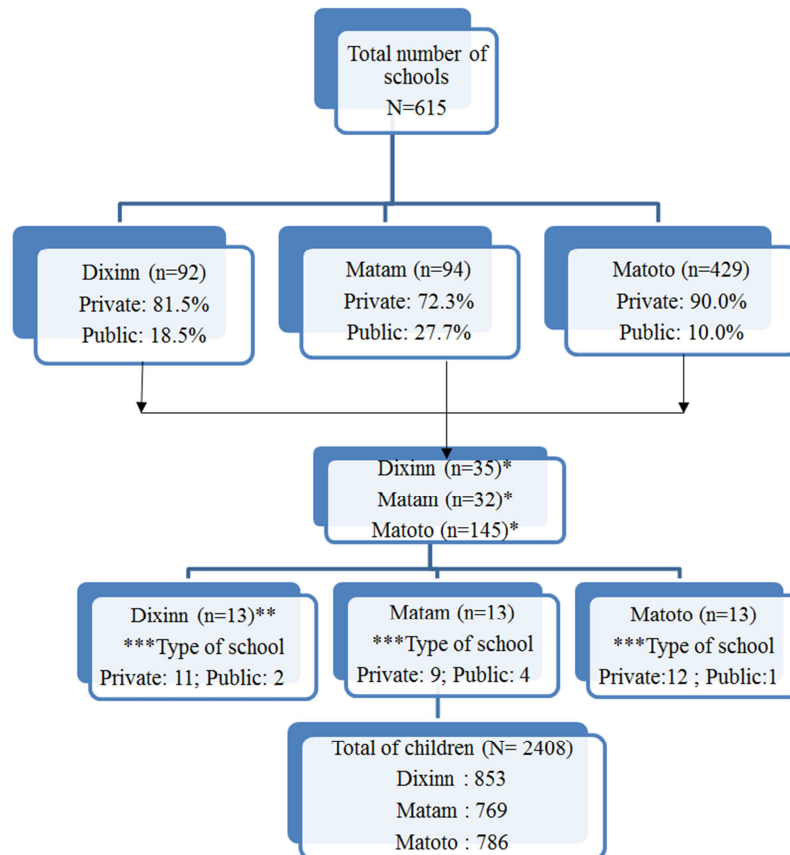 Total number of
schools
N=615
Dixinn (n=92)
Private: 81.5%
Public: 18.5%
Matam (n=94)
Private: 72.3%
Public: 27.7%
Matoto (n=429)
Private: 90.0%
Public: 10.0%
Dixinn (n=35)*
Matam (n=32)*
Matoto (n=145)*
Dixinn (n=13)**
***Type of school
Private: 11; Public: 2
Matam (n=13)
***Type of school
Private: 9; Public: 4
Matoto (n=13)
***Type of school
Private:12 ; Public:1
Total of children (N= 2408)
Dixinn : 853
Matam : 769
Matoto : 786